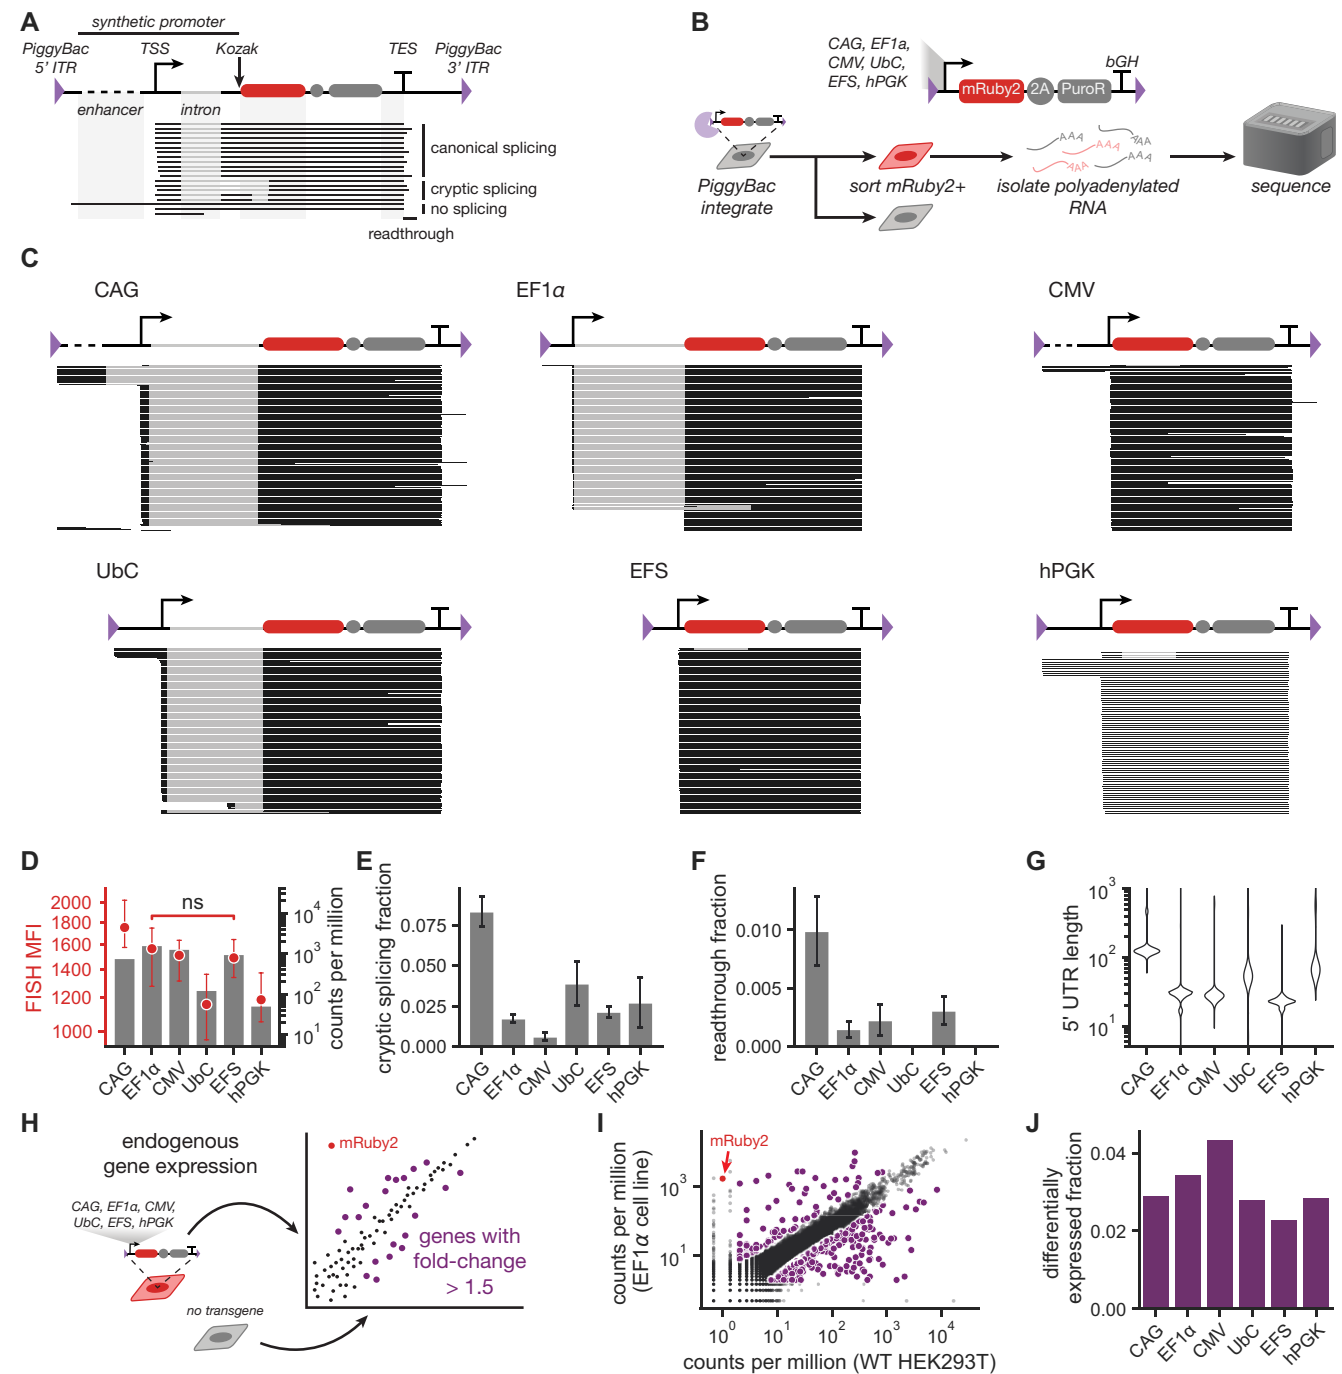 A
synthetic promoter
PiggyBac
5' ITR
TSS
Kozak
TES
PiggyBac
3' ITR
enhancer
intron
canonical splicing
cryptic splicing
no splicing
readthrough
B
CAG, EF1a,
CMV, UbC,
EFS, hPGK
bGH
mRuby2
2A
PuroR
AAA
AAA
AAA
AAA
AAA
PiggyBac
integrate
sort mRuby2+
isolate polyadenylated
RNA
sequence
C
CAG
EF1α
CMV
UbC
EFS
hPGK
D
FISH MFI
2000
1800
1600
1400
1200
1000
ns
10^4
10^3
10^2
10^1
counts per million
CAG
EF1α
CMV
UbC
EFS
hPGK
E
cryptic splicing fraction
0.075
0.050
0.025
0.000
CAG
EF1α
CMV
UbC
EFS
hPGK
F
readthrough fraction
0.010
0.005
0.000
CAG
EF1α
CMV
UbC
EFS
hPGK
G
5' UTR length
10^3
10^2
10^1
CAG
EF1α
CMV
UbC
EFS
hPGK
H
endogenous
gene expression
CAG, EF1α, CMV,
UbC, EFS, hPGK
no transgene
mRuby2
genes with
fold-change
> 1.5
I
counts per million
(EF1α cell line)
mRuby2
10^3
10^1
10^0
10^1
10^2
10^3
10^4
counts per million (WT HEK293T)
J
differentially
expressed fraction
0.04
0.02
0.00
CAG
EF1α
CMV
UbC
EFS
hPGK